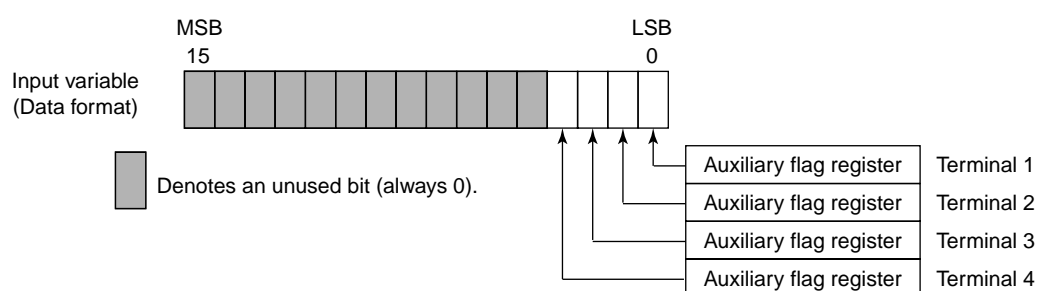 MSB LSB
15 0
Input variable
(Data format)
Denotes an unused bit (always 0).
Auxiliary flag register Terminal 1
Auxiliary flag register Terminal 2
Auxiliary flag register Terminal 3
Auxiliary flag register Terminal 4